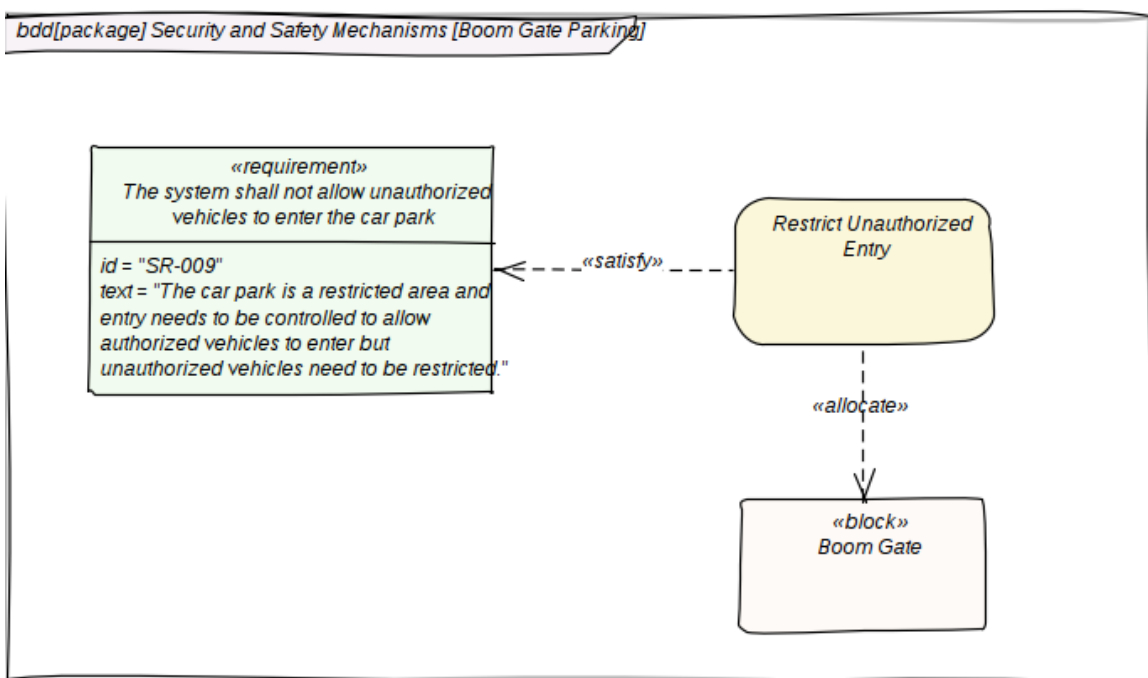 bdd[package] Security and Safety Mechanisms [Boom Gate Parking]
«requirement»
The system shall not allow unauthorized
vehicles to enter the car park
id = "SR-009"
text = "The car park is a restricted area and
entry needs to be controlled to allow
authorized vehicles to enter but
unauthorized vehicles need to be restricted."
«satisfy»
Restrict Unauthorized
Entry
«allocate»
«block»
Boom Gate